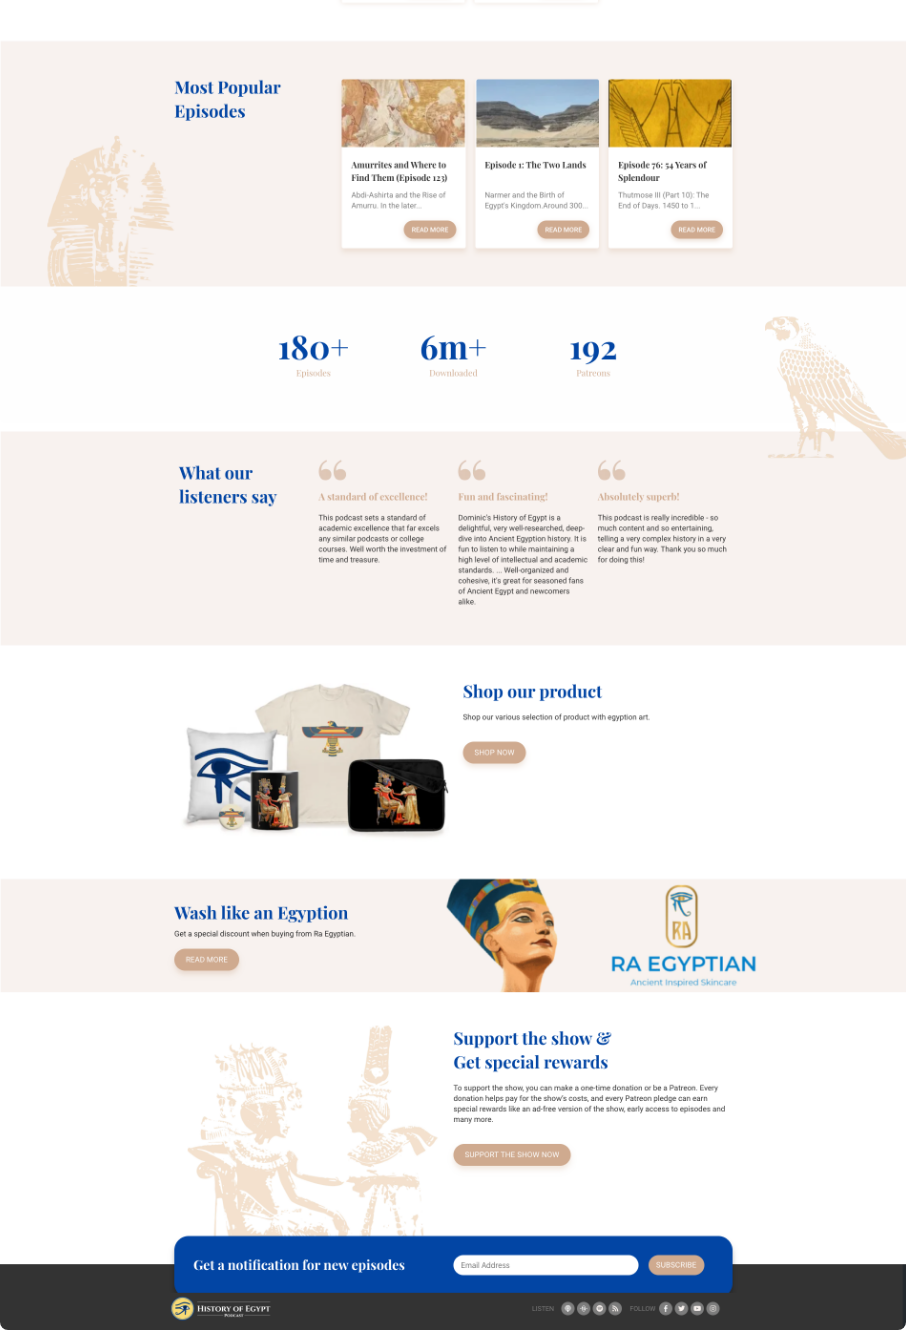 Most Popular
Episodes
Amurrites and Where to
Find Them (Episode 123)
Abdi-Ashirta and the Rise of
Amurru. In the later...
READ MORE
Episode 1: The Two Lands
Narmer and the Birth of
Egypt's Kingdom.Around 300...
READ MORE
Episode 76: 54 Years of
Splendour
Thutmose III (Part 10): The
End of Days. 1450 to 1...
READ MORE
180+
Episodes
6m+
Downloaded
192
Patreons
What our
listeners say
A standard of excellence!
This podcast sets a standard of
academic excellence that far excels
any similar podcasts or college
courses. Well worth the investment of
time and treasure.
Fun and fascinating!
Dominic's History of Egypt is a
delightful, very well-researched, deep-
dive into Ancient Egyption history. It is
fun to listen to while maintaining a
high level of intellectual and academic
standards. ... Well-organized and
cohesive, it's great for seasoned fans
of Ancient Egypt and newcomers
alike.
Absolutely superb!
This podcast is really incredible - so
much content and so entertaining,
telling a very complex history in a very
clear and fun way. Thank you so much
for doing this!
Shop our product
Shop our various selection of product with egyption art.
SHOP NOW
Wash like an Egyption
Get a special discount when buying from Ra Egyptian.
READ MORE
RA
RA EGYPTIAN
Ancient Inspired Skincare
Support the show &
Get special rewards
To support the show, you can make a one-time donation or be a Patreon. Every
donation helps pay for the show's costs, and every Patreon pledge can earn
special rewards like an ad-free version of the show, early access to episodes and
many more.
SUPPORT THE SHOW NOW
Get a notification for new episodes
Email Address
SUBSCRIBE
HISTORY OF EGYPT
PODCAST
LISTEN
FOLLOW